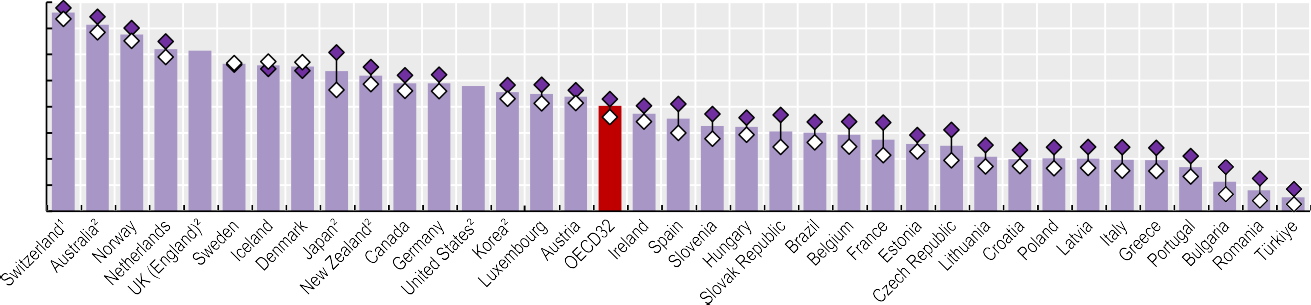 Switzerland¹
Australia²
Norway
Netherlands
UK (England)²
Sweden
Iceland
Denmark
Japan²
New Zealand²
Canada
Germany
United States²
Korea²
Luxembourg
Austria
OECD32
Ireland
Spain
Slovenia
Hungary
Slovak Republic
Brazil
Belgium
France
Estonia
Czech Republic
Lithuania
Croatia
Poland
Latvia
Italy
Greece
Portugal
Bulgaria
Romania
Türkiye